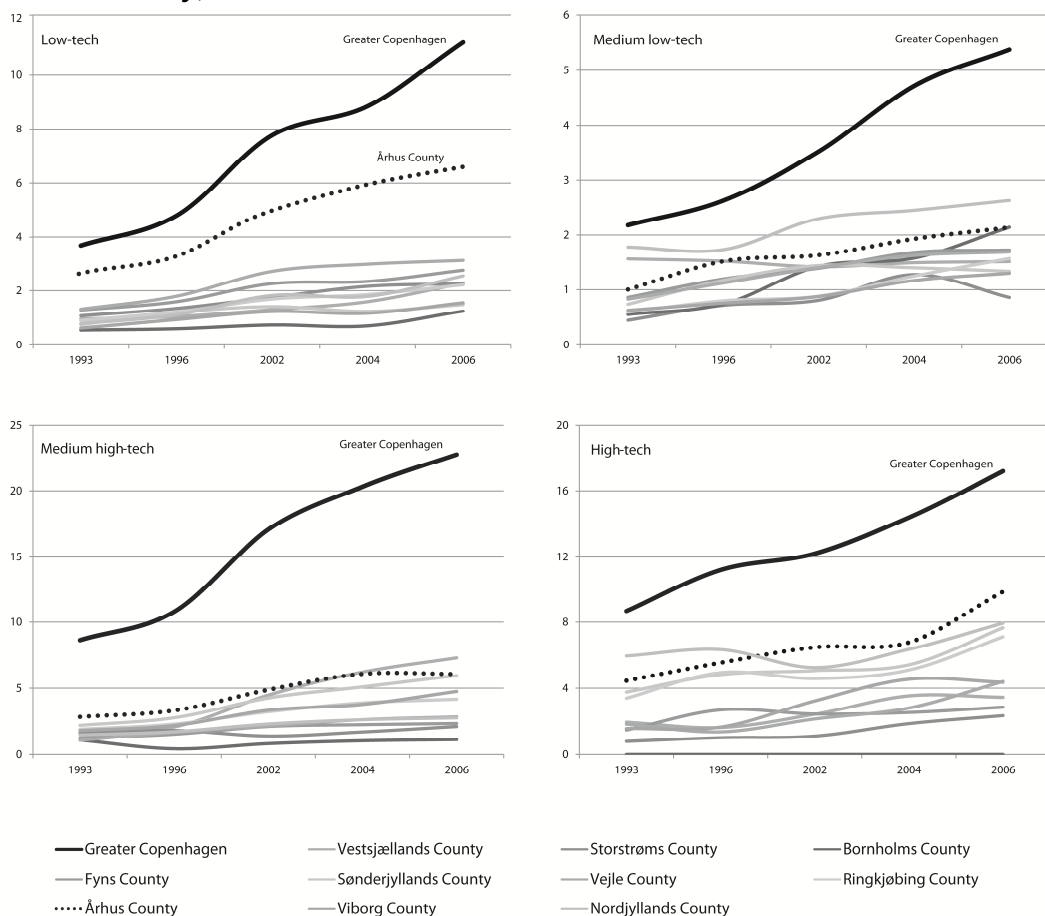 12
Low-tech
Greater Copenhagen
10
8
Århus County
6
4
2
0
1993 1996 2002 2004 2006
6
Medium low-tech
Greater Copenhagen
5
4
3
2
1
0
1993 1996 2002 2004 2006
25
Medium high-tech
Greater Copenhagen
20
15
10
5
0
1993 1996 2002 2004 2006
20
High-tech
Greater Copenhagen
16
12
8
4
0
1993 1996 2002 2004 2006
Greater Copenhagen Vestsjællands County Storstrøms County Bornholms County
Fyns County Sønderjyllands County Vejle County Ringkjøbing County
Århus County Viborg County Nordjyllands County